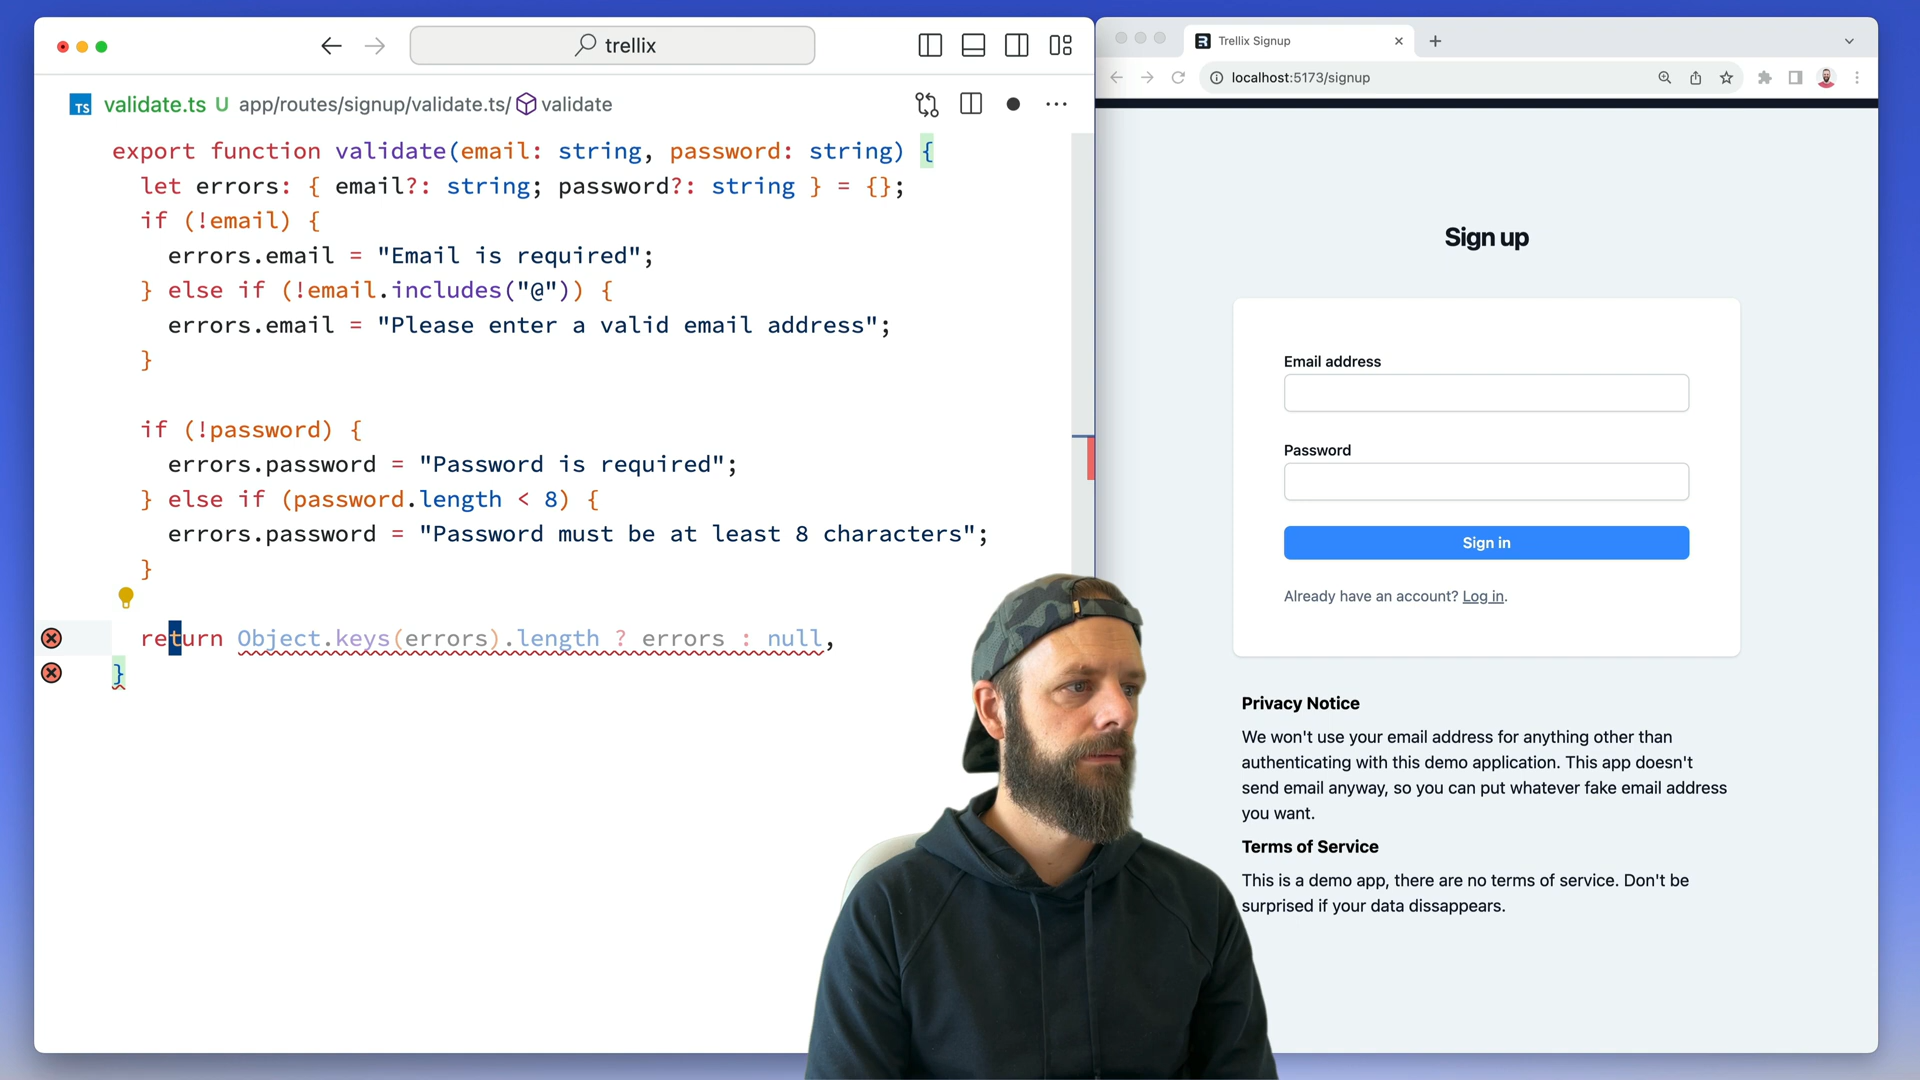 trellix
validate.ts U app/routes/signup/validate.ts/ validate
export function validate(email: string, password: string) {
let errors: { email?: string; password?: string } = {};
if (!email) {
errors.email = "Email is required";
} else if (!email.includes("@")) {
errors.email = "Please enter a valid email address";
}
if (!password) {
errors.password = "Password is required";
} else if (password.length < 8) {
errors.password = "Password must be at least 8 characters";
}
return Object.keys(errors).length ? errors : null,
}
Trellix Signup
localhost:5173/signup
Sign up
Email address
Password
Sign in
Already have an account? Log in.
Privacy Notice
We won't use your email address for anything other than
authenticating with this demo application. This app doesn't
send email anyway, so you can put whatever fake email address
you want.
Terms of Service
This is a demo app, there are no terms of service. Don't be
surprised if your data dissappears.